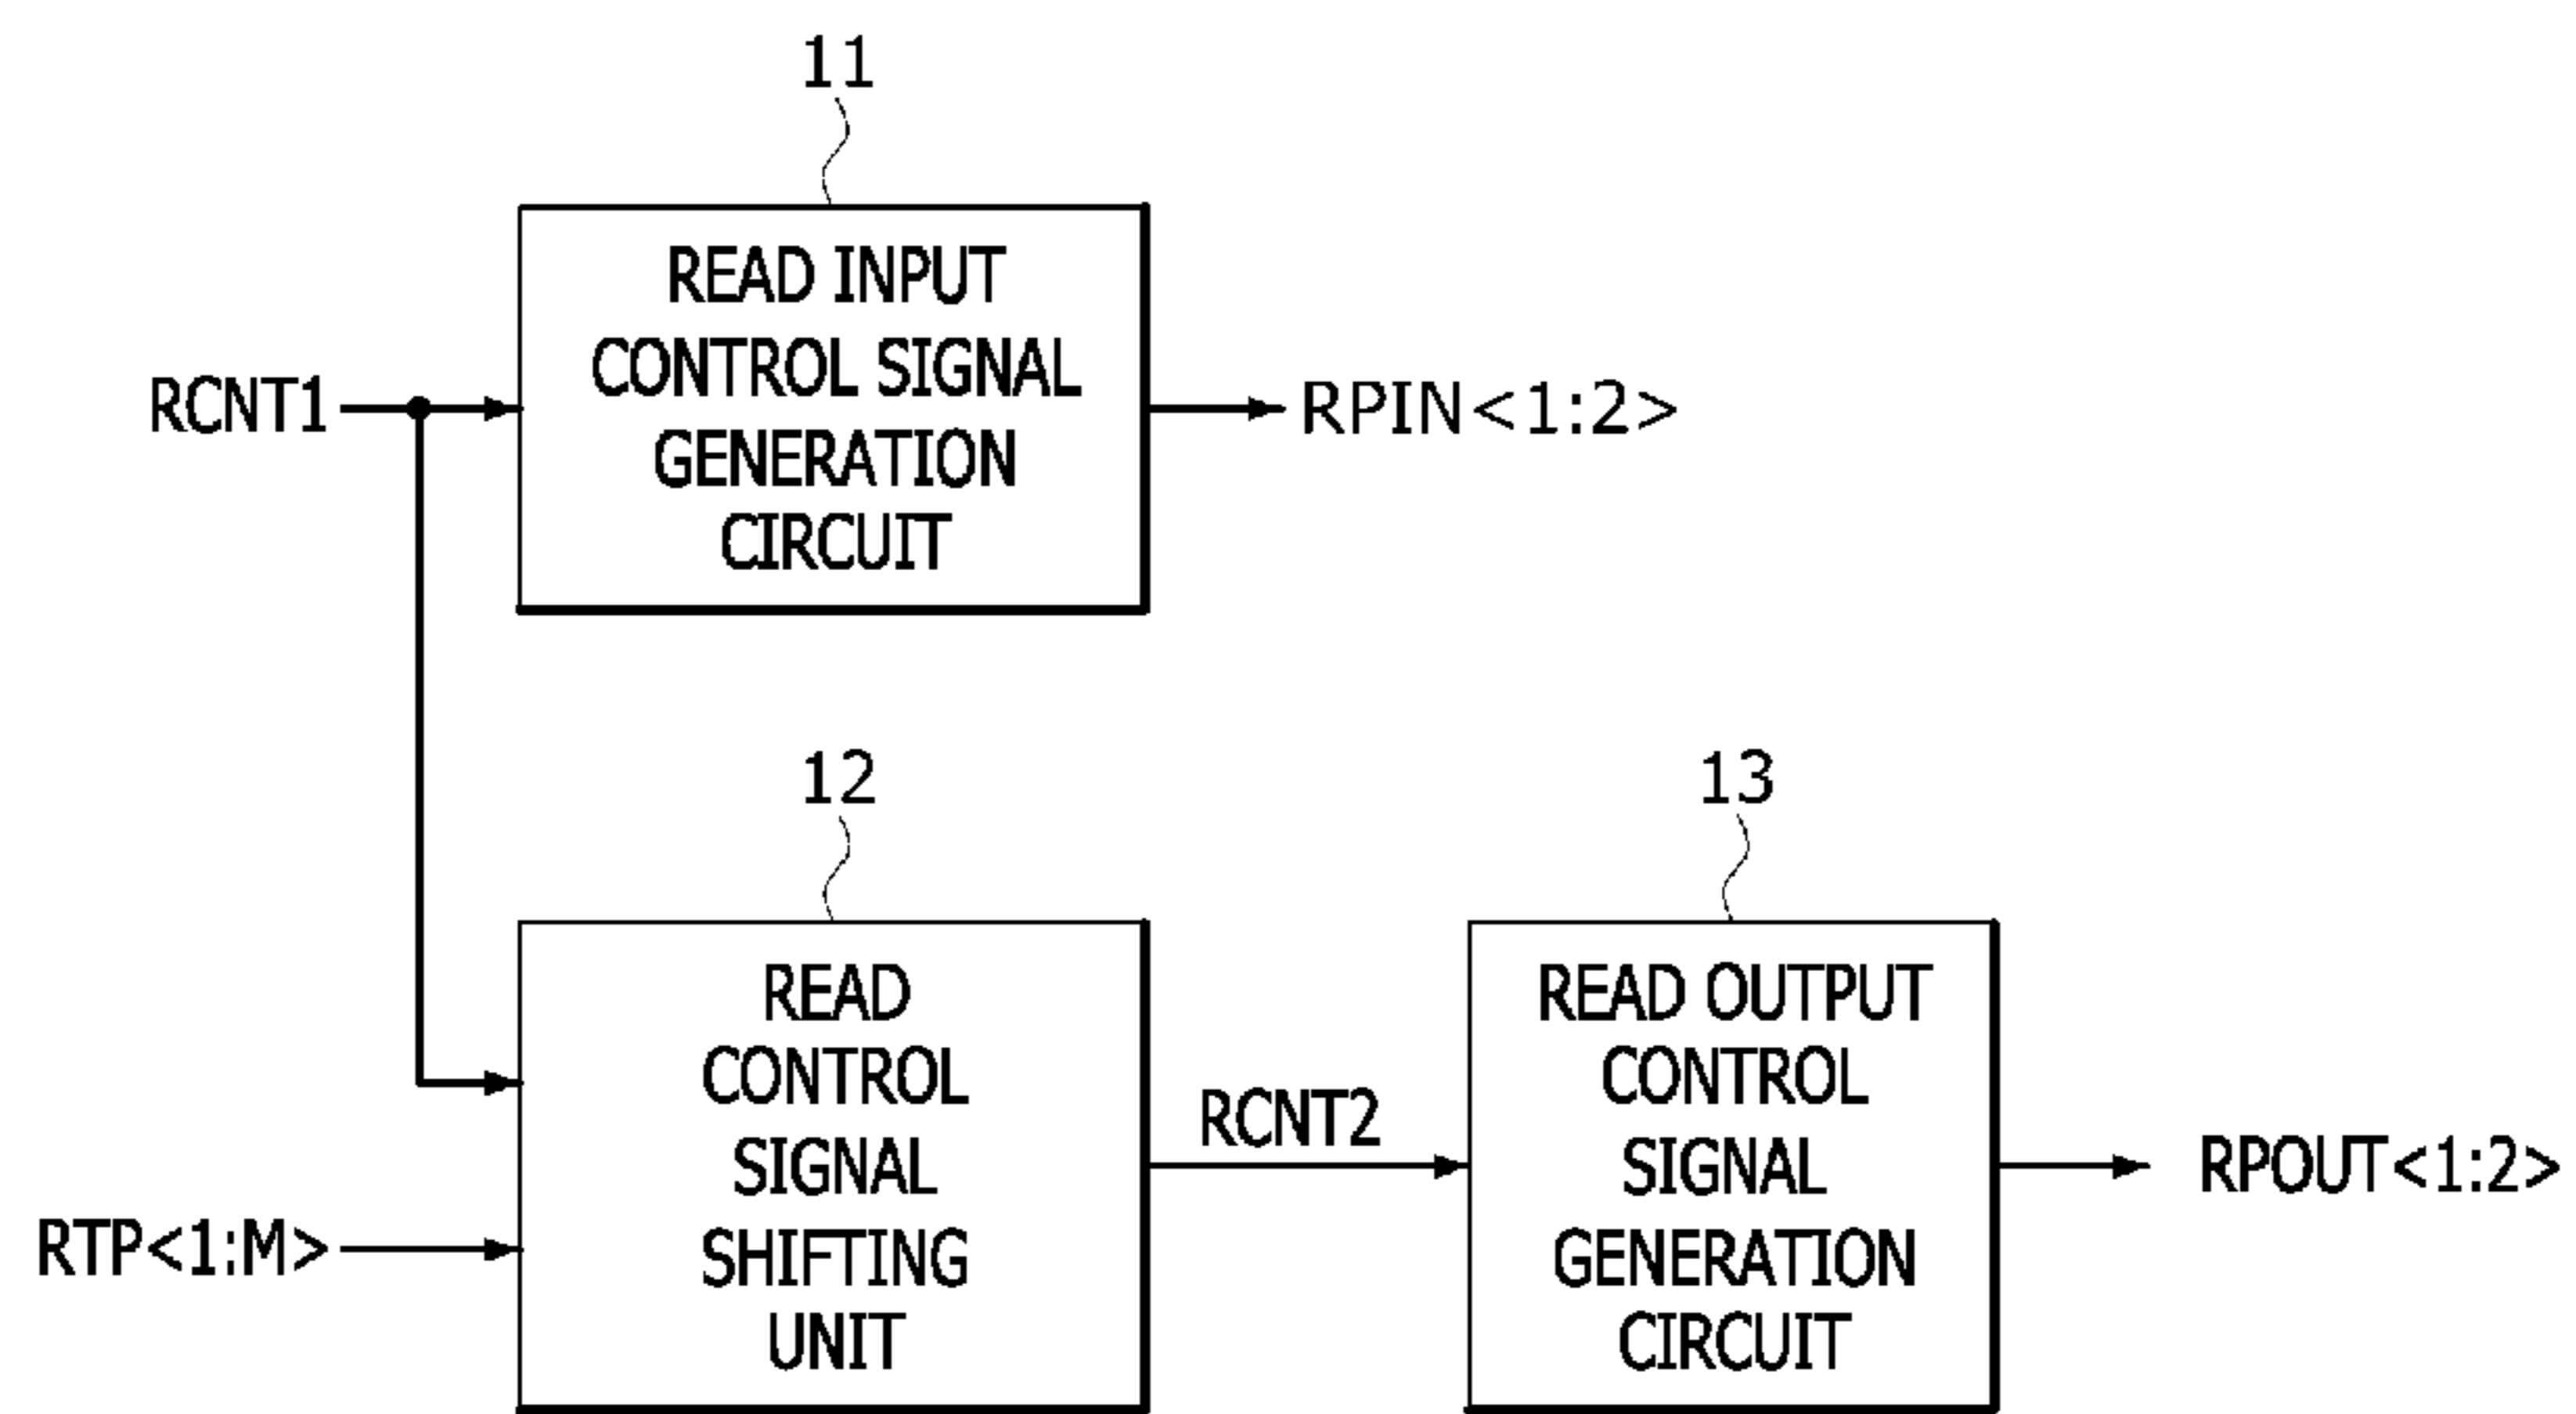 11
READ INPUT
CONTROL SIGNAL
GENERATION
CIRCUIT
RCNT1
RPIN<1:2>
12
READ
CONTROL
SIGNAL
SHIFTING
UNIT
RTP<1:M>
RCNT2
13
READ OUTPUT
CONTROL
SIGNAL
GENERATION
CIRCUIT
RPOUT<1:2>